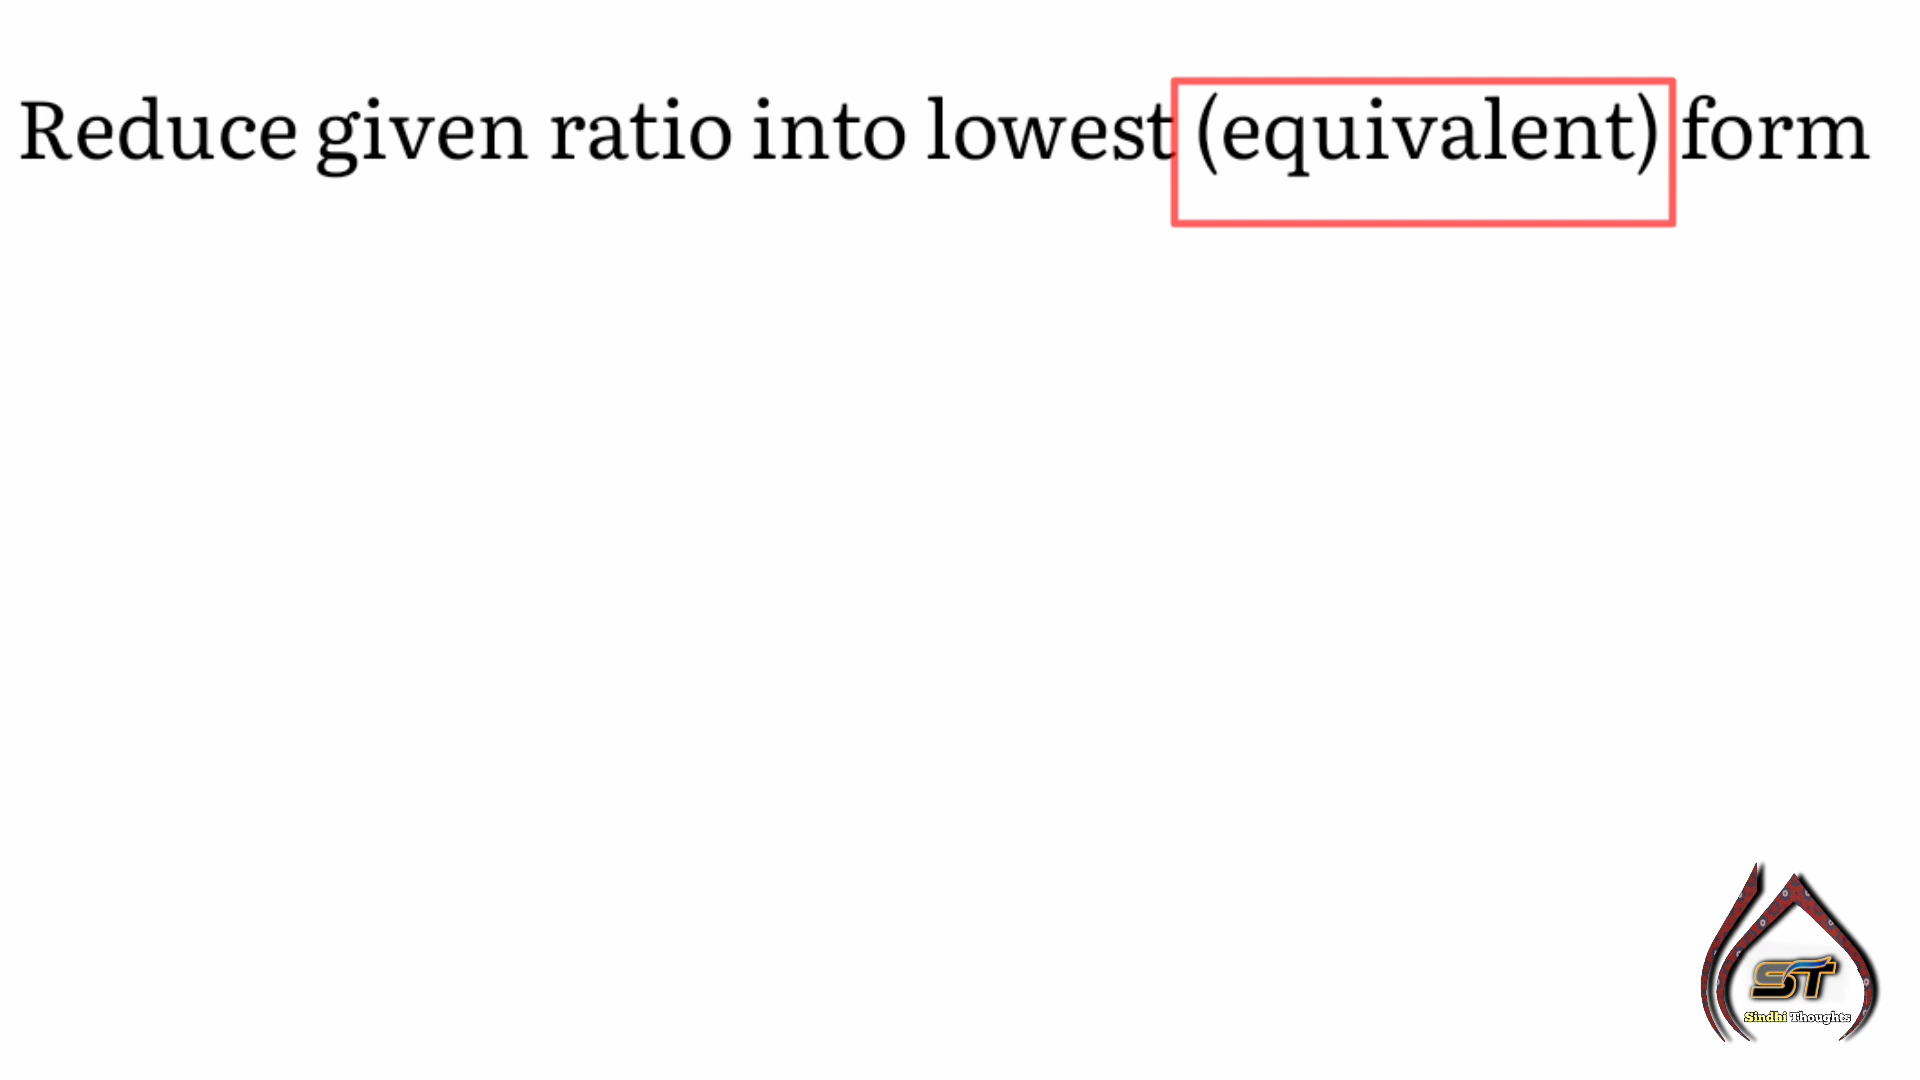 Reduce given ratio into lowest (equivalent) form
ST
Sindhi Thoughts